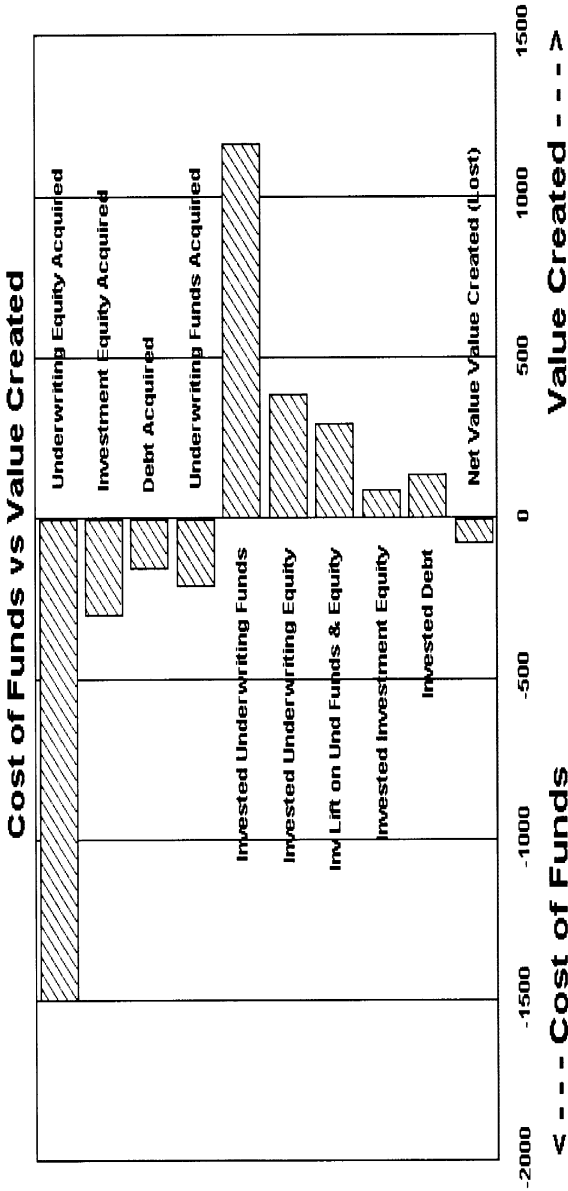 Cost of Funds vs Value Created
Underwriting Equity Acquired
Investment Equity Acquired
Debt Acquired
Underwriting Funds Acquired
Invested Underwriting Funds
Invested Underwriting Equity
Inv Lift on Und Funds & Equity
Invested Investment Equity
Invested Debt
Net Value Value Created (Lost)
-2000 -1500 -1000 -500 0 500 1000 1500
<---Cost of Funds Value Created--->